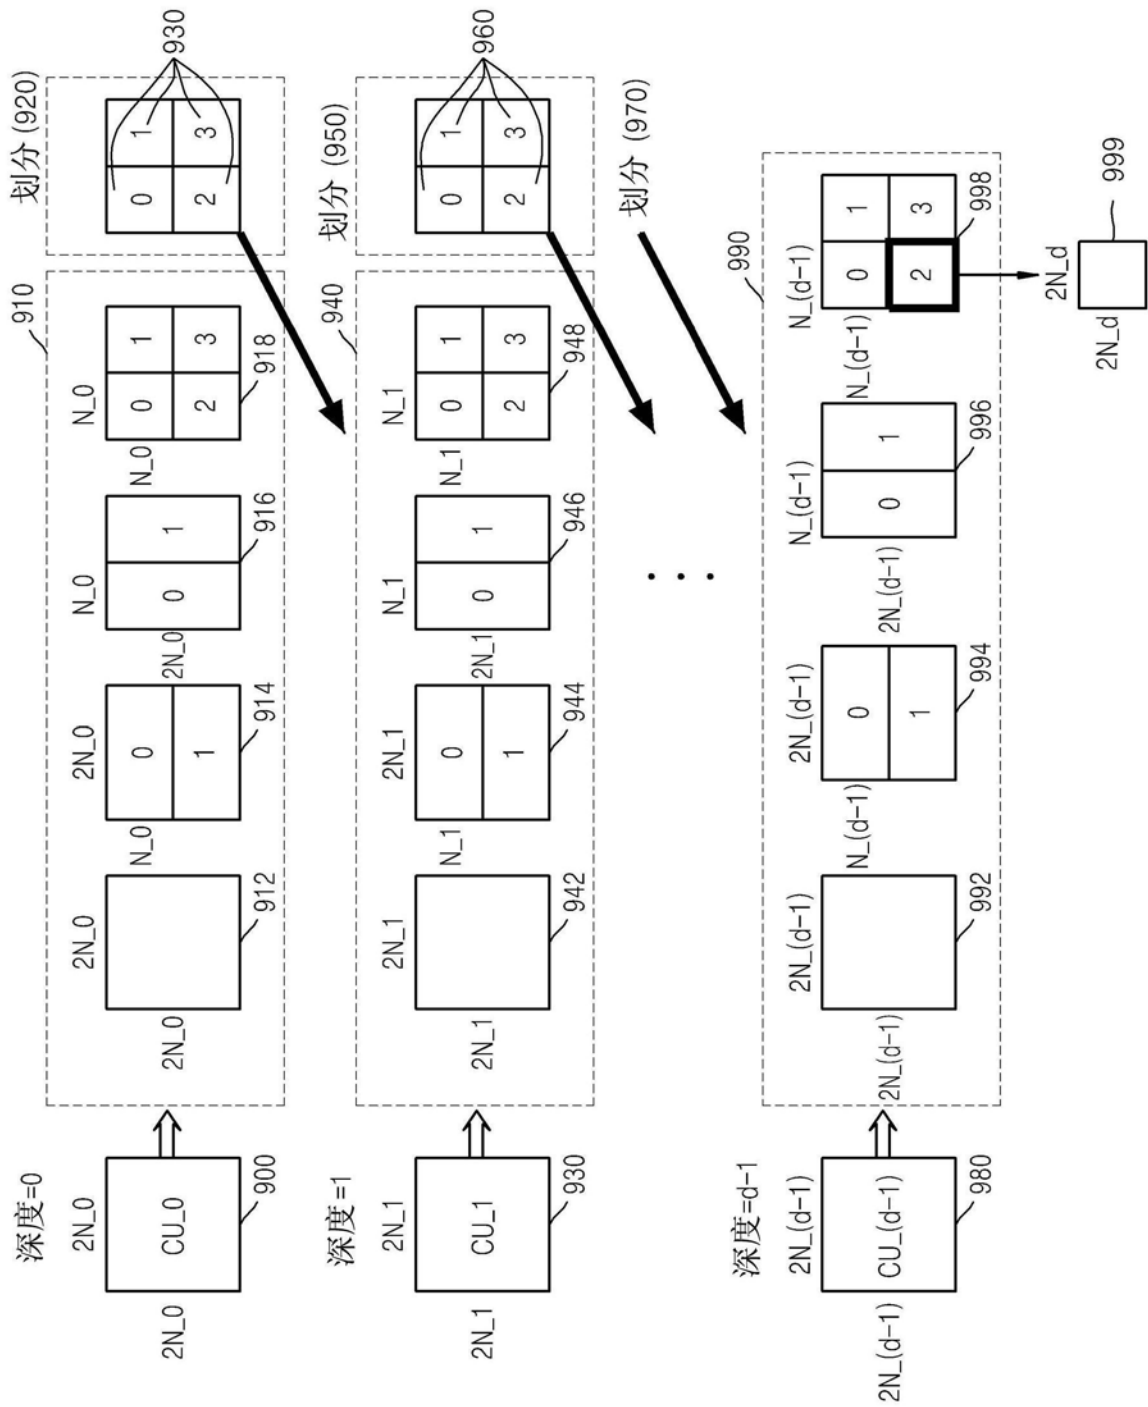 深度=0
2N_0
2N_0
CU_0
900
910
2N_0
2N_0
912
2N_0
N_0
0
1
914
N_0
2N_0
0
1
916
N_0
N_0
0
1
2
3
918
划分 (920)
0
1
2
3
930
深度=1
2N_1
2N_1
CU_1
930
940
2N_1
2N_1
942
2N_1
N_1
0
1
944
N_1
2N_1
0
1
946
N_1
N_1
0
1
2
3
948
划分 (950)
0
1
2
3
960
划分 (970)
深度=d-1
2N_(d-1)
2N_(d-1)
CU_(d-1)
980
990
2N_(d-1)
2N_(d-1)
992
2N_(d-1)
N_(d-1)
0
1
994
N_(d-1)
2N_(d-1)
0
1
996
N_(d-1)
N_(d-1)
0
1
2
3
998
2N_d
2N_d
999